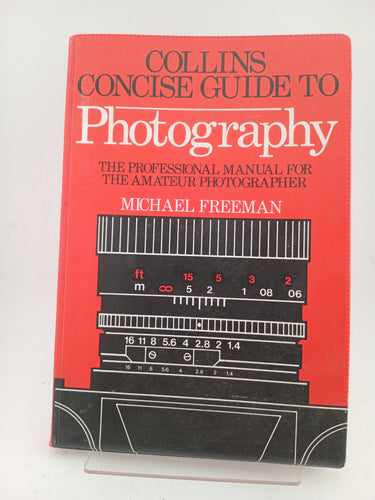 COLLINS
CONCISE GUIDE TO
Photography
THE PROFESSIONAL MANUAL FOR
THE AMATEUR PHOTOGRAPHER
MICHAEL FREEMAN
ft 15 5 3 2
m ∞ 5 2 1 08 06
16 11 8 5.6 4 2.8 2 1.4
16 11 8 5.6 4 2.8 2 1.4